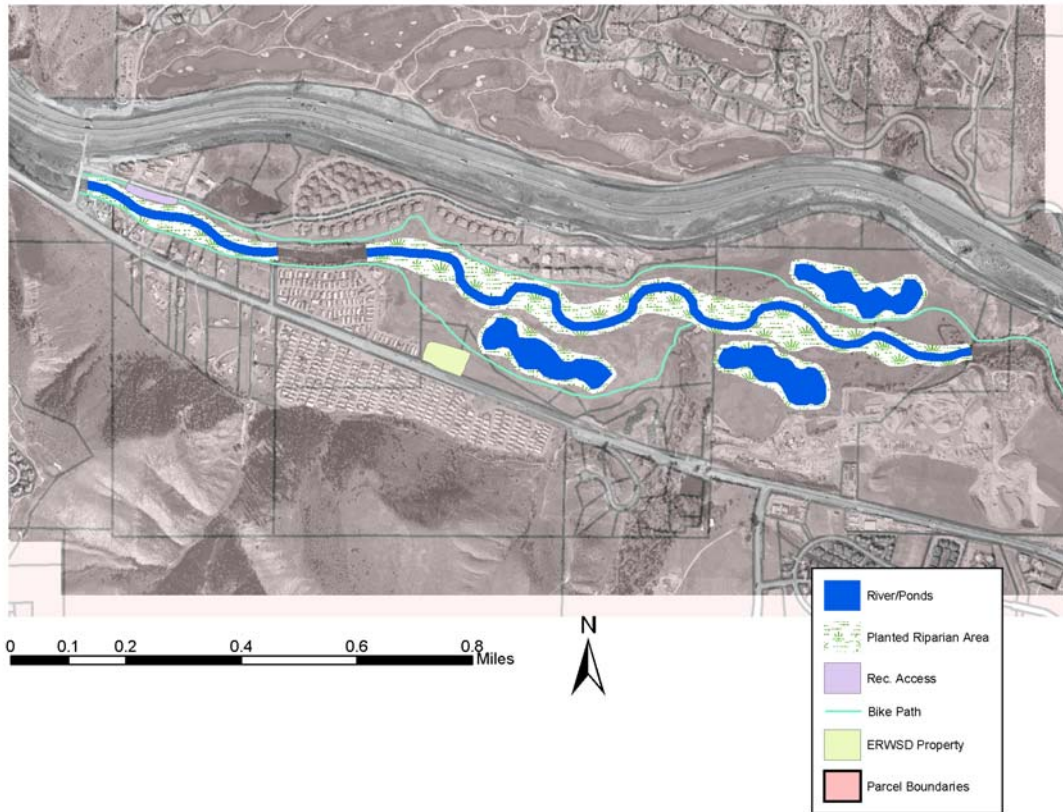 0 0.1 0.2 0.4 0.6 0.8 Miles
N
River/Ponds
Planted Riparian Area
Rec. Access
Bike Path
ERWSD Property
Parcel Boundaries